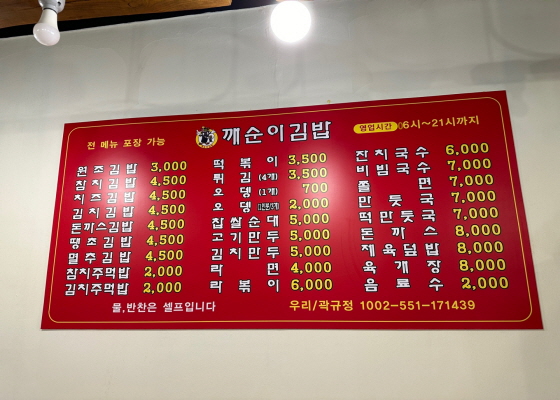 전 메뉴 포장 가능
깨순이김밥
영업시간 06시~21시까지
원조김밥 3,000
참치김밥 4,500
치즈김밥 4,500
김치김밥 4,500
돈까스김밥 4,500
땡초김밥 4,500
멸추김밥 4,500
참치주먹밥 2,000
김치주먹밥 2,000
떡볶이 3,500
튀김 (4개) 3,500
오뎅 (1개) 700
오뎅 2,000
찹쌀순대 5,000
고기만두 5,000
김치만두 5,000
라면 4,000
라볶이 6,000
잔치국수 6,000
비빔국수 7,000
쫄면 7,000
만둣국 7,000
떡만둣국 7,000
돈까스 8,000
제육덮밥 8,000
육개장 8,000
음료수 2,000
물,반찬은 셀프입니다
우리/곽규정 1002-551-171439